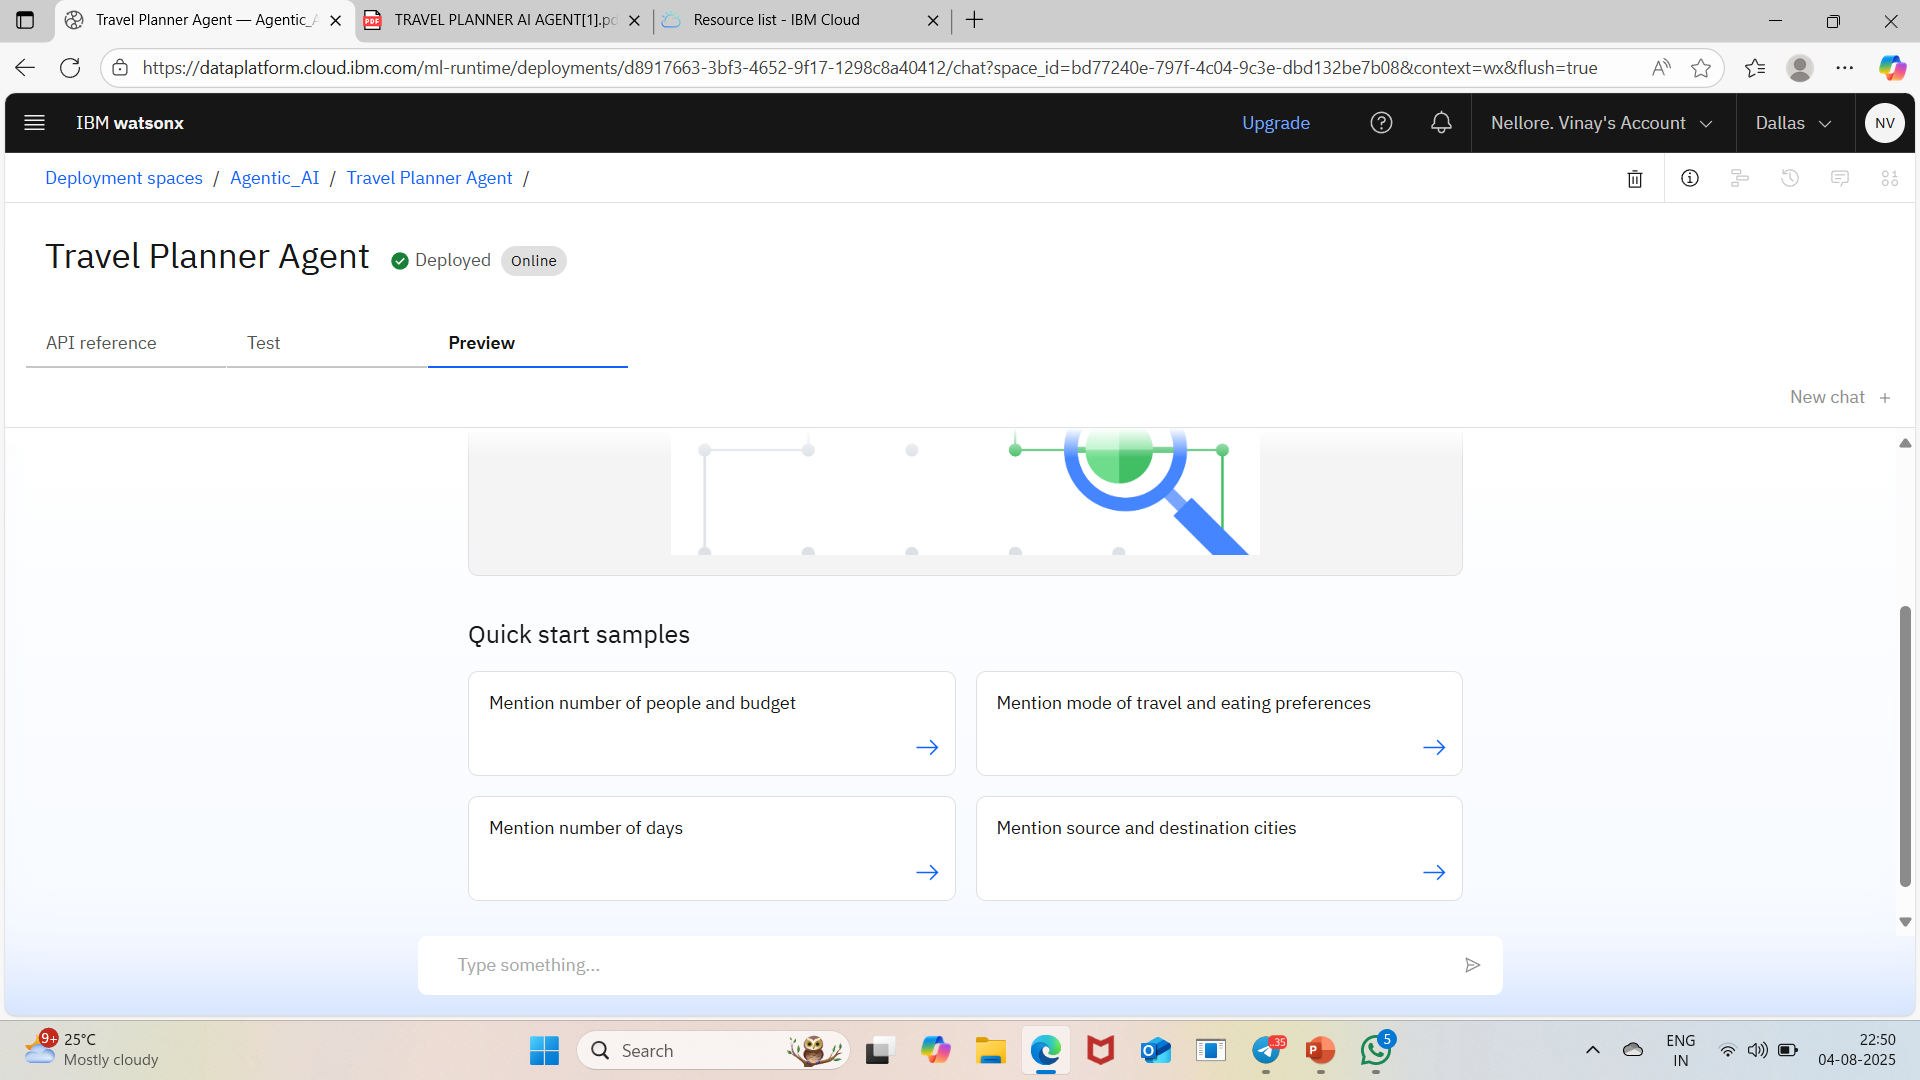 Travel Planner Agent — Agentic_A
TRAVEL PLANNER AI AGENT[1].pd
Resource list - IBM Cloud
https://dataplatform.cloud.ibm.com/ml-runtime/deployments/d8917663-3bf3-4652-9f17-1298c8a40412/chat?space_id=bd77240e-797f-4c04-9c3e-dbd132be7b08&context=wx&flush=true
IBM watsonx
Upgrade
Nellore. Vinay's Account
Dallas
NV
Deployment spaces / Agentic_AI / Travel Planner Agent /
Travel Planner Agent
Deployed
Online
API reference
Test
Preview
New chat +
Quick start samples
Mention number of people and budget
Mention mode of travel and eating preferences
Mention number of days
Mention source and destination cities
Type something...
9+
25°C
Mostly cloudy
Search
35
5
ENG
IN
22:50
04-08-2025